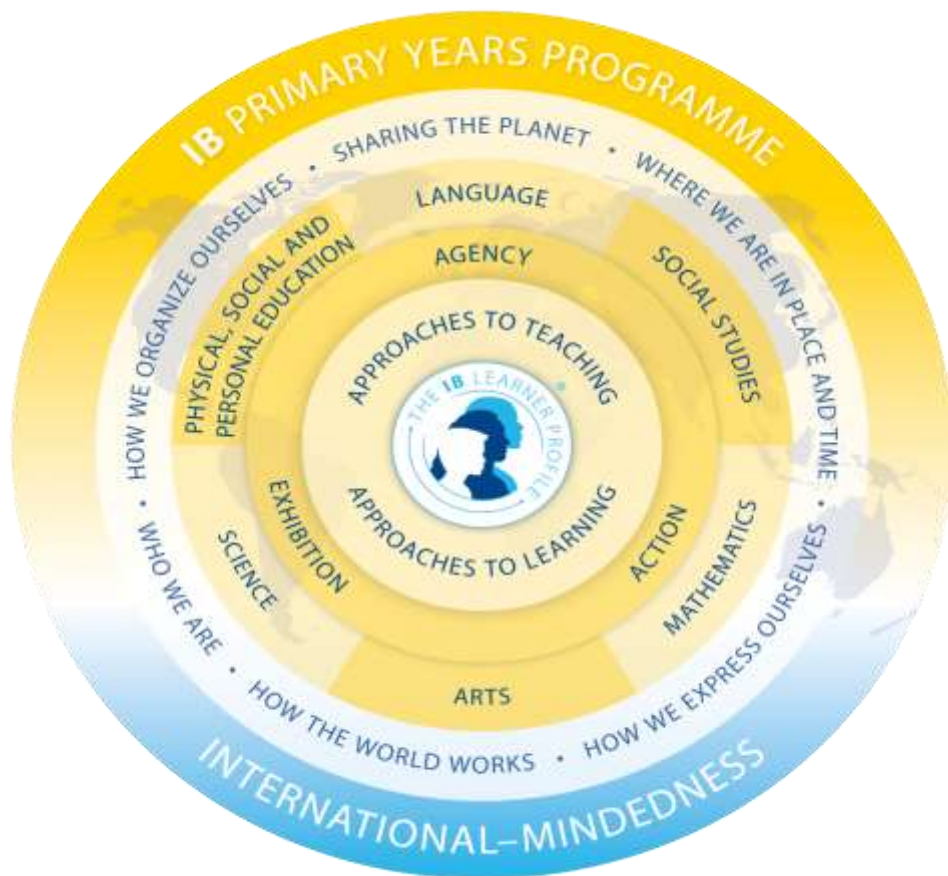 IB PRIMARY YEARS PROGRAMME
HOW WE ORGANIZE OURSELVES • SHARING THE PLANET • WHERE WE ARE IN PLACE AND TIME •
LANGUAGE
SOCIAL STUDIES
PHYSICAL, SOCIAL AND
PERSONAL EDUCATION
AGENCY
APPROACHES TO TEACHING
• THE IB LEARNER PROFILE •
APPROACHES TO LEARNING
EXHIBITION
ACTION
SCIENCE
MATHEMATICS
ARTS
• WHO WE ARE • HOW THE WORLD WORKS • HOW WE EXPRESS OURSELVES
INTERNATIONAL–MINDEDNESS